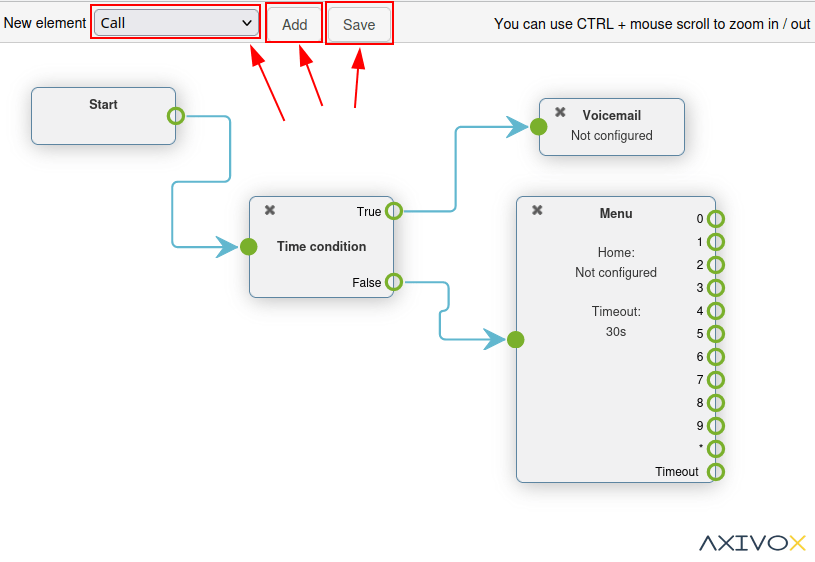 New element Call Add Save You can use CTRL + mouse scroll to zoom in / out
Start
Voicemail
Not configured
True
Time condition
False
Menu
Home:
Not configured
Timeout:
30s
0
1
2
3
4
5
6
7
8
9
*
Timeout
AXIVOX